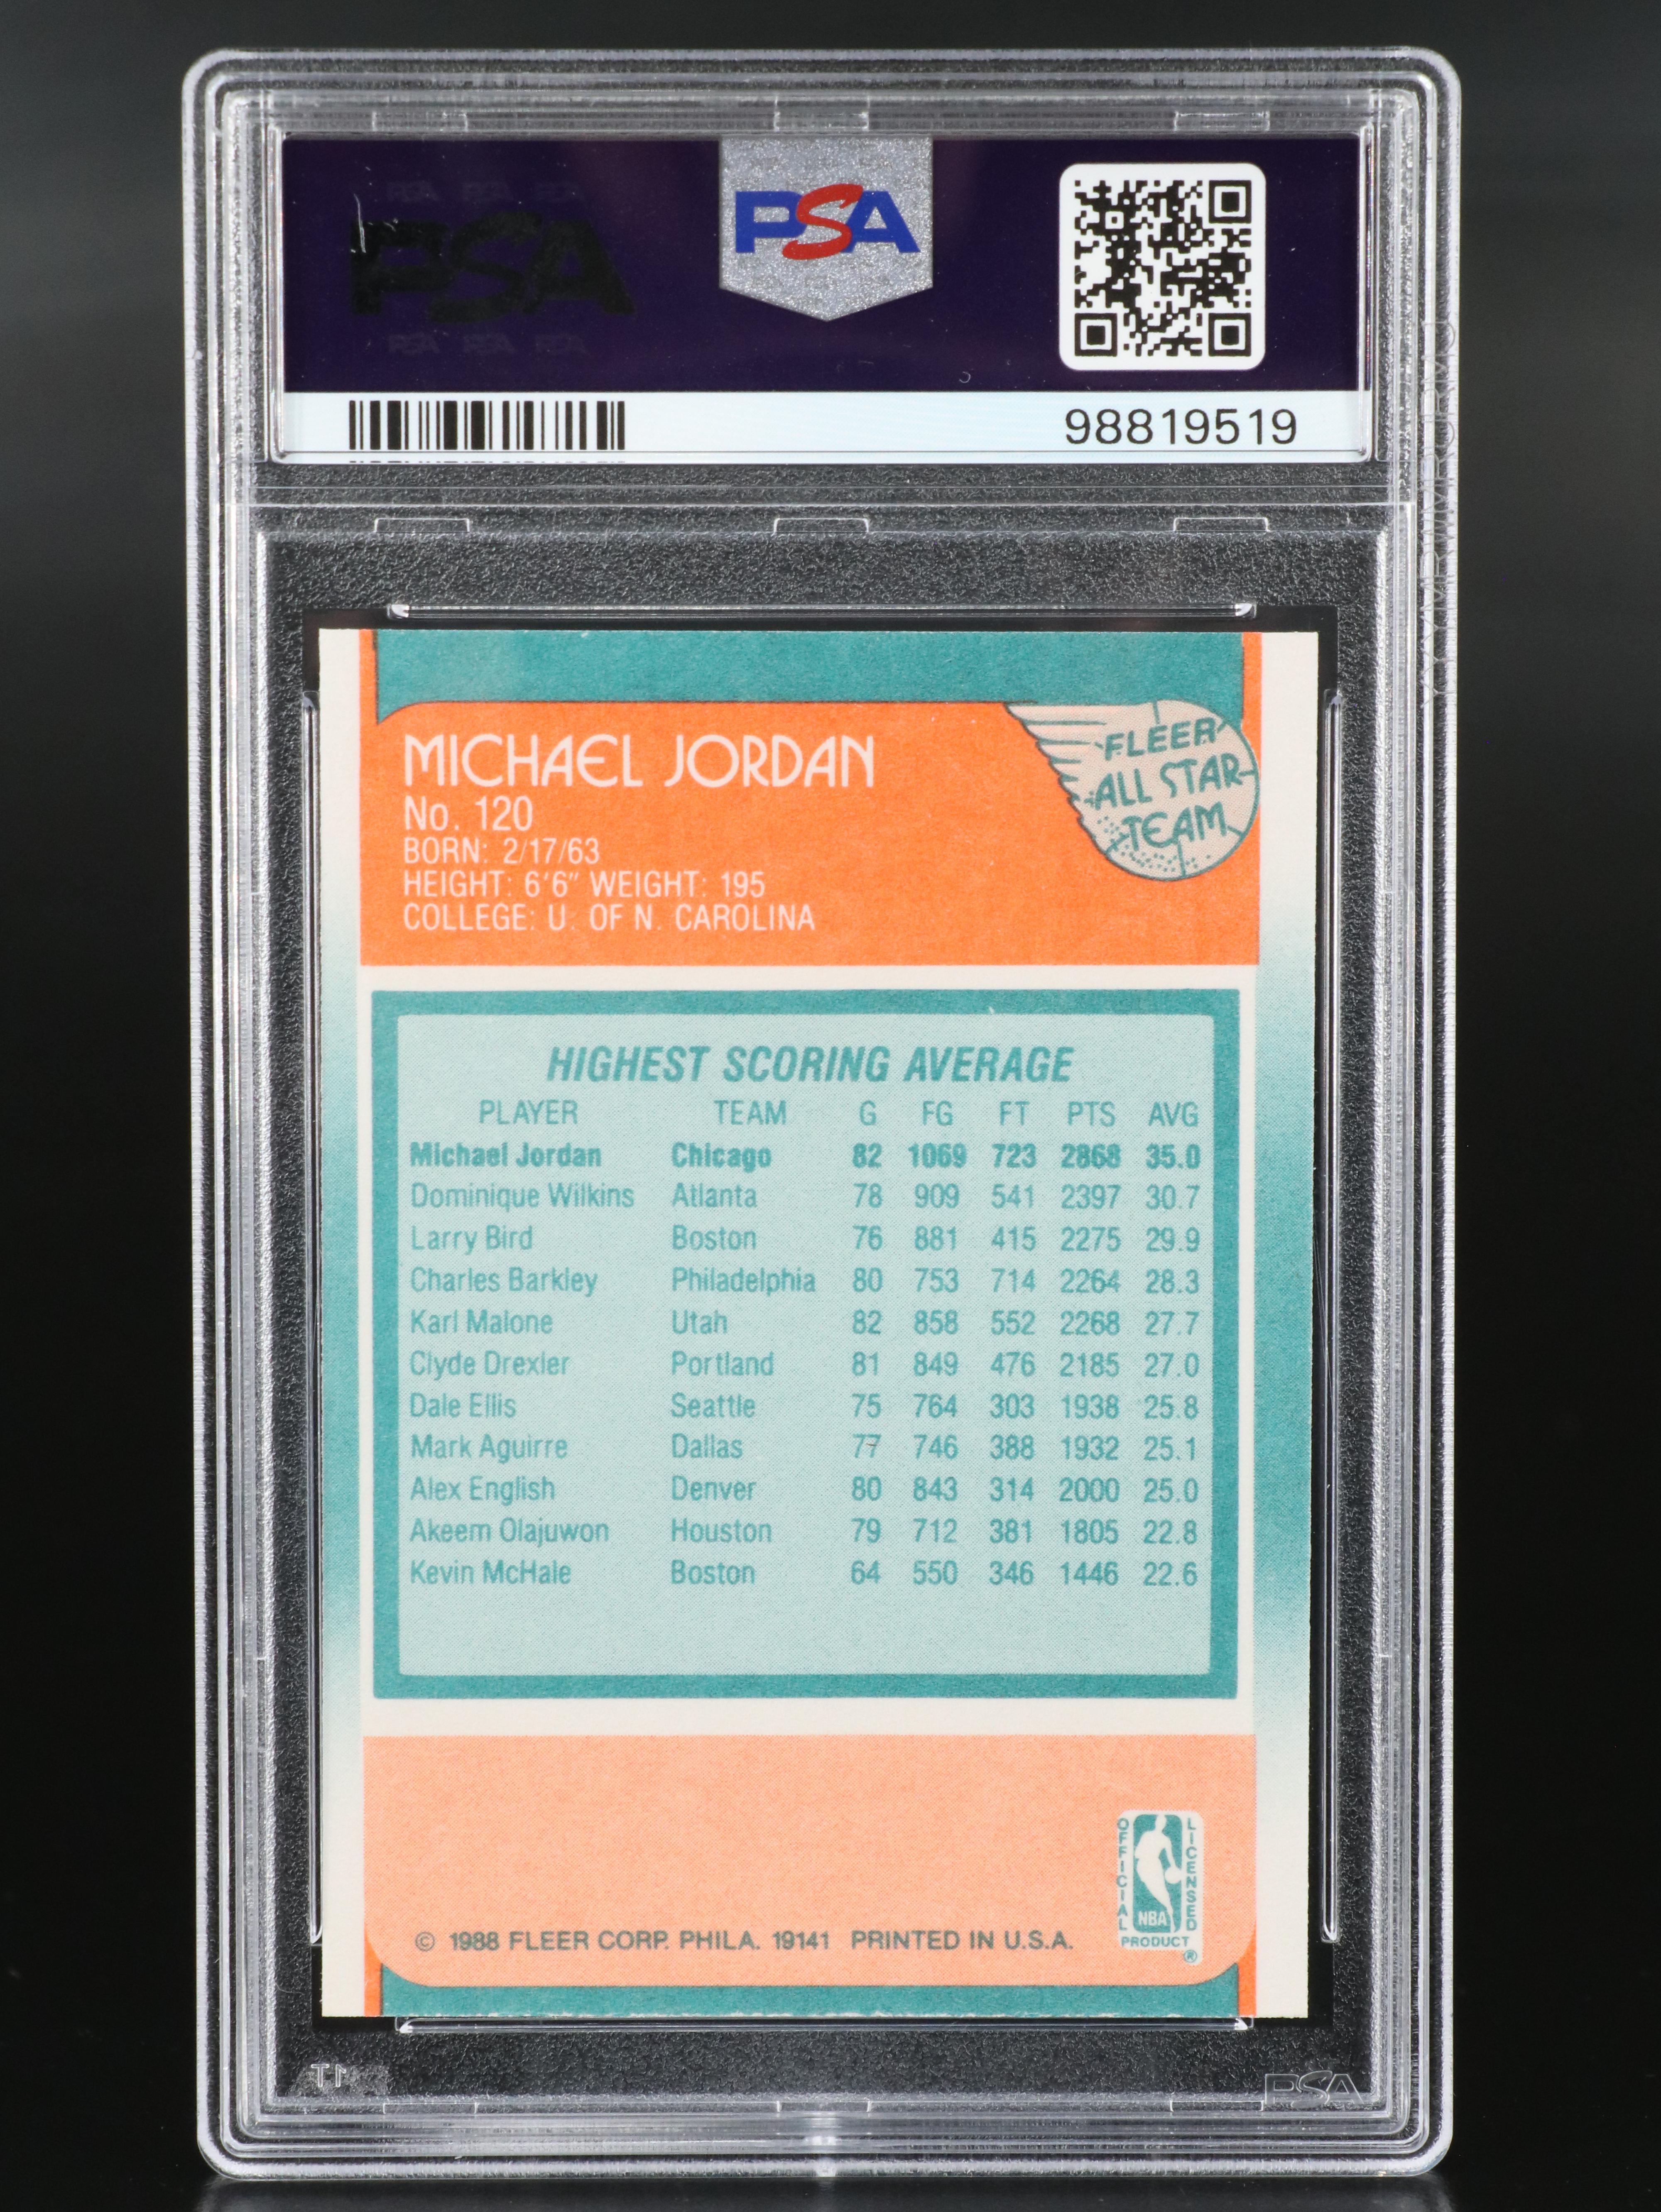 PSA PSA PSA
PSA
PSA
PSA PSA PSA
98819519
MICHAEL JORDAN
No. 120
BORN: 2/17/63
HEIGHT: 6'6" WEIGHT: 195
COLLEGE: U. OF N. CAROLINA
FLEER
ALL STAR
TEAM
HIGHEST SCORING AVERAGE
PLAYER TEAM G FG FT PTS AVG
Michael Jordan Chicago 82 1069 723 2868 35.0
Dominique Wilkins Atlanta 78 909 541 2397 30.7
Larry Bird Boston 76 881 415 2275 29.9
Charles Barkley Philadelphia 80 753 714 2264 28.3
Karl Malone Utah 82 858 552 2268 27.7
Clyde Drexler Portland 81 849 476 2185 27.0
Dale Ellis Seattle 75 764 303 1938 25.8
Mark Aguirre Dallas 77 746 388 1932 25.1
Alex English Denver 80 843 314 2000 25.0
Akeem Olajuwon Houston 79 712 381 1805 22.8
Kevin McHale Boston 64 550 346 1446 22.6
© 1988 FLEER CORP. PHILA. 19141 PRINTED IN U.S.A.
OFFICIAL
LICENSED
NBA
PRODUCT
®
PSA